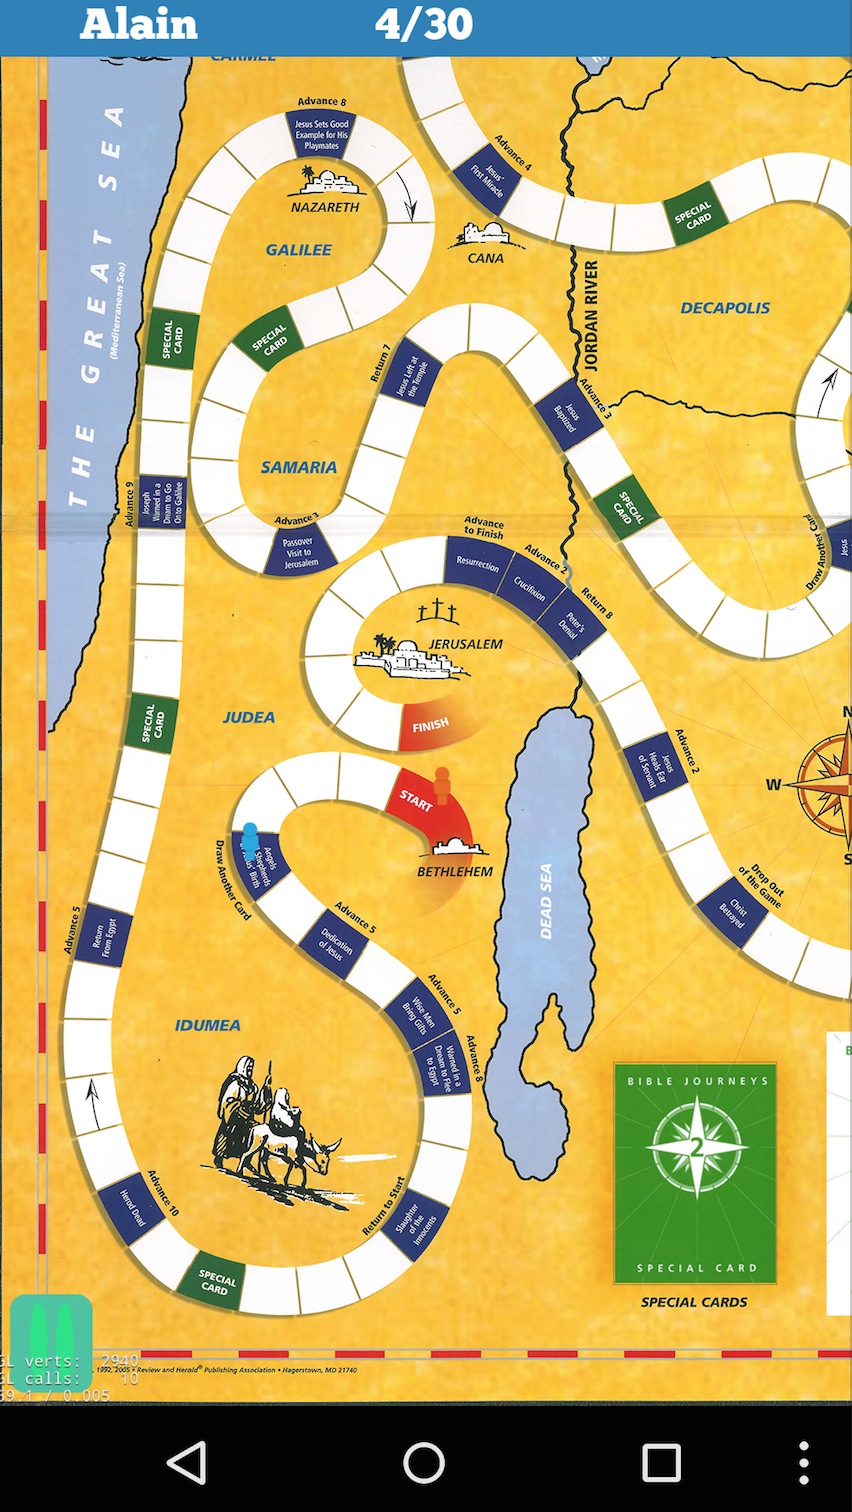 Alain
4/30
CARMEL
THE GREAT SEA
(Mediterranean Sea)
Advance 8
Jesus Sets Good
Example for His
Playmates
NAZARETH
GALILEE
Advance 4
Jesus'
First Miracle
CANA
SPECIAL
CARD
JORDAN RIVER
DECAPOLIS
SPECIAL
CARD
SPECIAL
CARD
Return 7
Jesus Left at
the Temple
Advance 3
Jesus
Baptized
SAMARIA
SPECIAL
CARD
Advance 9
Joseph
Warned in a
Dream to Go
On to Galilee
Advance 3
Passover
Visit to
Jerusalem
Draw Another Card
Jesus
Advance
to Finish
Resurrection
Advance 2
Crucifixion
Return 8
Peter's
Denial
JERUSALEM
FINISH
SPECIAL
CARD
JUDEA
Advance 2
Jesus
Heals Ear
of Servant
N
W
S
START
BETHLEHEM
Draw Another Card
Angels
Shepherds
Birth
DEAD SEA
Drop Out
of the Game
Christ
Betrayed
Advance 5
Dedication
of Jesus
Advance 5
Return
From Egypt
Advance 5
Wise Men
Bring Gifts
Advance 8
Warned in a
Dream to Flee
to Egypt
IDUMEA
BIBLE JOURNEYS
2
SPECIAL CARD
SPECIAL CARDS
B
Advance 10
Herod Dead
Return to Start
Slaughter
of the
Innocents
SPECIAL
CARD
GL verts: 2940
GL calls: 10
59.1 / 0.005
1992, 2005 • Review and Herald® Publishing Association • Hagerstown, MD 21740